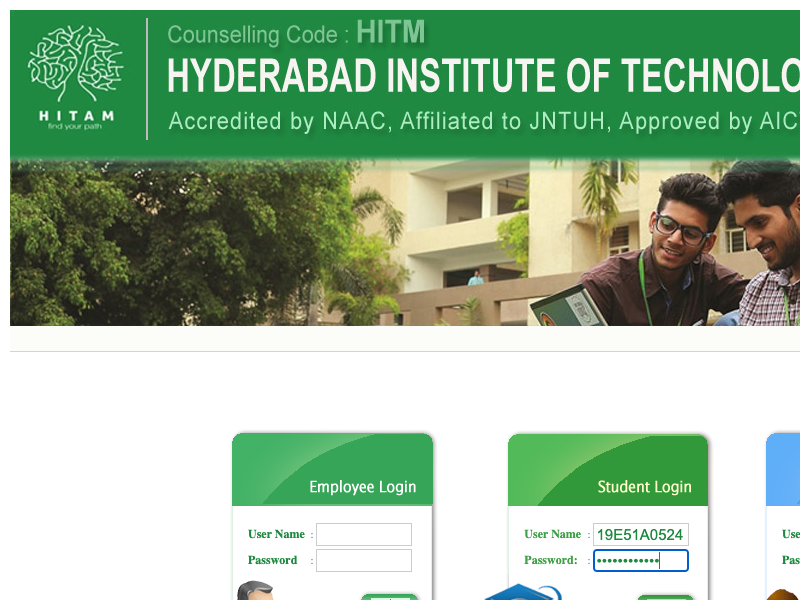 Counselling Code : HITM
HYDERABAD INSTITUTE OF TECHNOLO
Accredited by NAAC, Affiliated to JNTUH, Approved by AIC
HITAM
find your path
Employee Login
User Name :
Password :
Student Login
User Name : 19E51A0524
Password: : ••••••••••••
Use
Pas